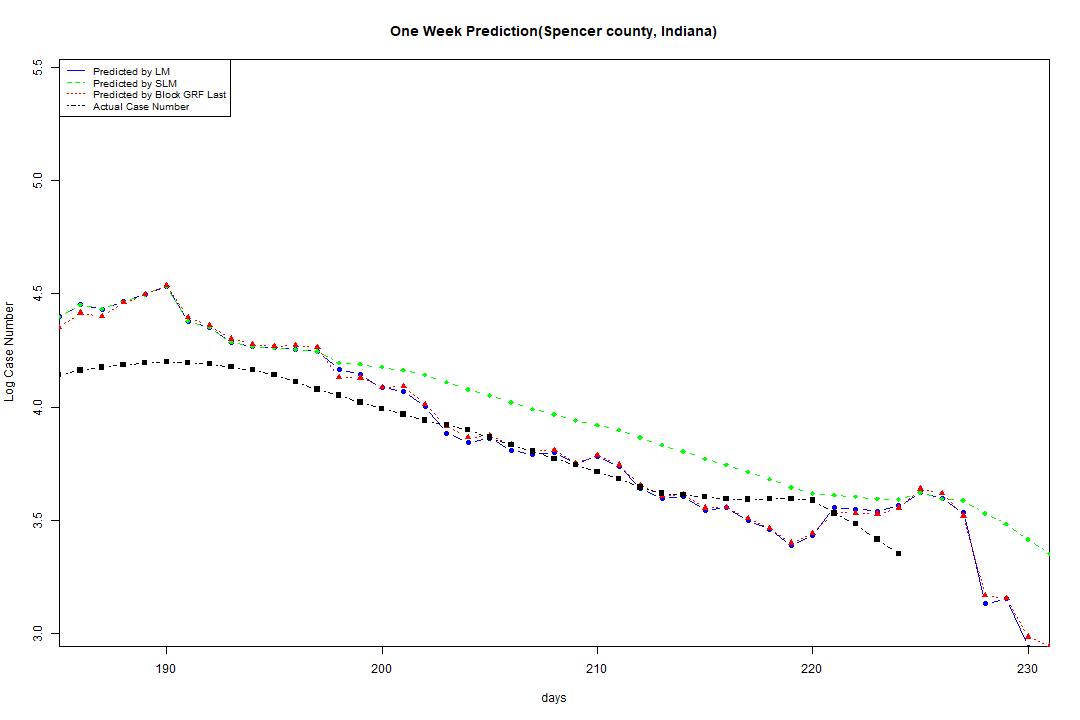 One Week Prediction(Spencer county, Indiana)
Predicted by LM
Predicted by SLM
Predicted by Block GRF Last
Actual Case Number
5.5
5.0
4.5
4.0
3.5
3.0
Log Case Number
190 200 210 220 230
days